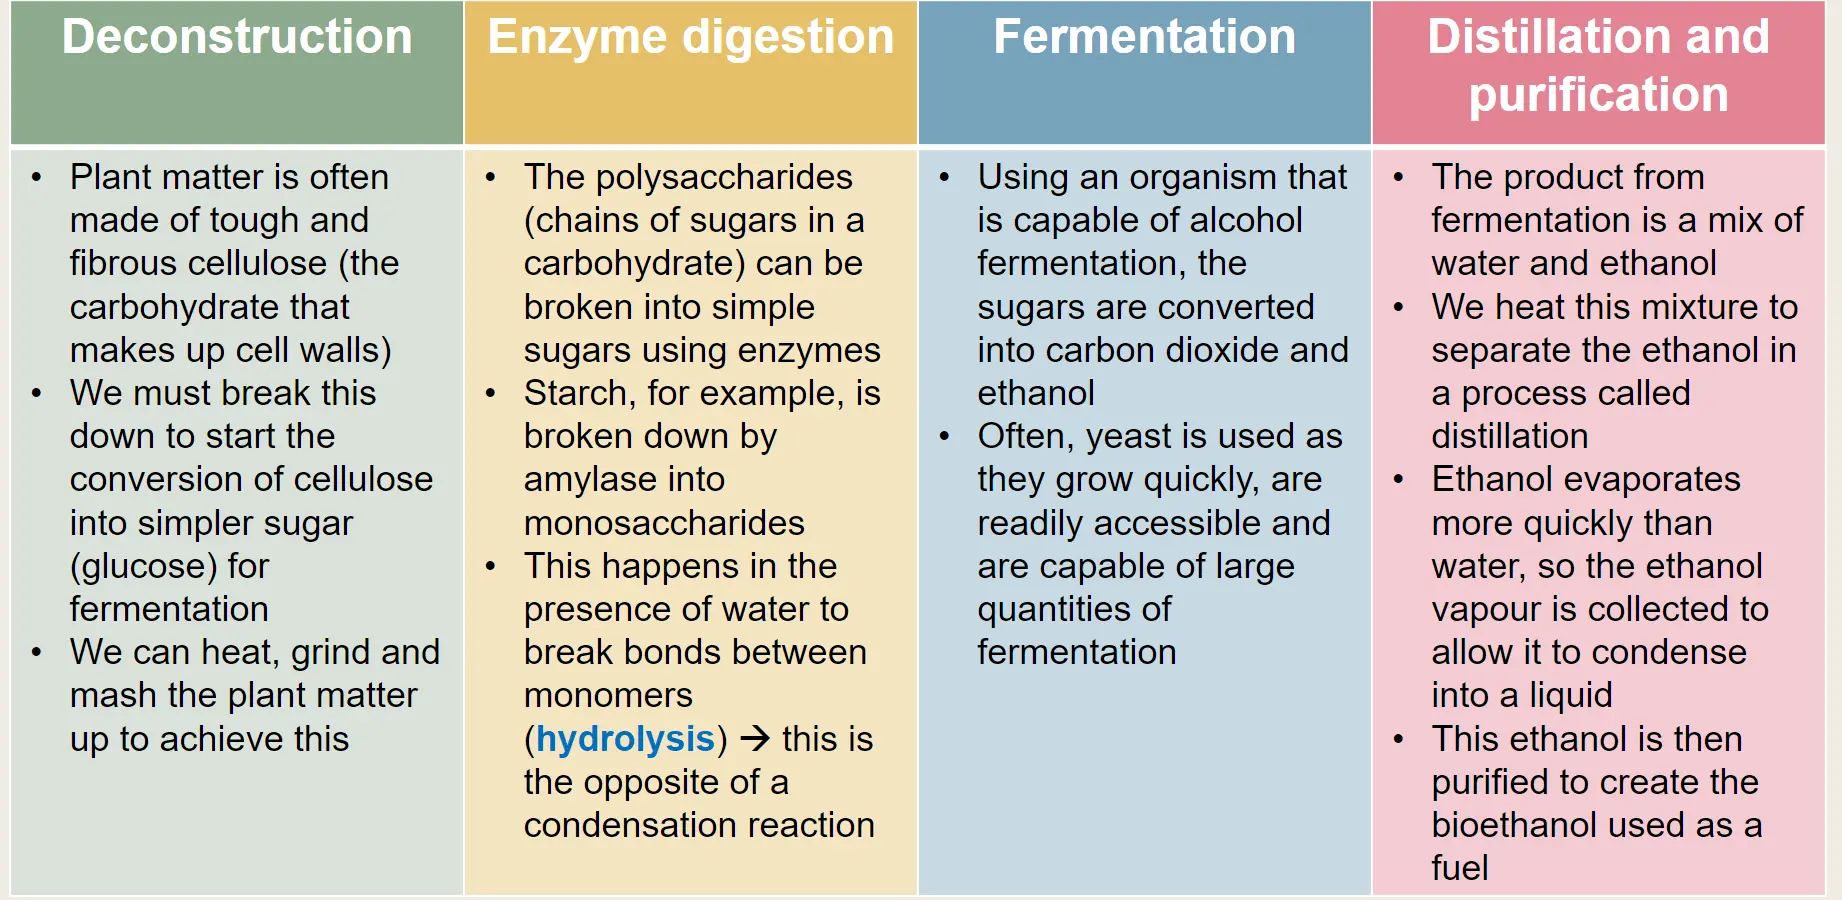 Deconstruction
• Plant matter is often
made of tough and
fibrous cellulose (the
carbohydrate that
makes up cell walls)
• We must break this
down to start the
conversion of cellulose
into simpler sugar
(glucose) for
fermentation
• We can heat, grind and
mash the plant matter
up to achieve this
Enzyme digestion
• The polysaccharides
(chains of sugars in a
carbohydrate) can be
broken into simple
sugars using enzymes
• Starch, for example, is
broken down by
amylase into
monosaccharides
• This happens in the
presence of water to
break bonds between
monomers
(hydrolysis) → this is
the opposite of a
condensation reaction
Fermentation
• Using an organism that
is capable of alcohol
fermentation, the
sugars are converted
into carbon dioxide and
ethanol
• Often, yeast is used as
they grow quickly, are
readily accessible and
are capable of large
quantities of
fermentation
Distillation and
purification
• The product from
fermentation is a mix of
water and ethanol
• We heat this mixture to
separate the ethanol in
a process called
distillation
• Ethanol evaporates
more quickly than
water, so the ethanol
vapour is collected to
allow it to condense
into a liquid
• This ethanol is then
purified to create the
bioethanol used as a
fuel